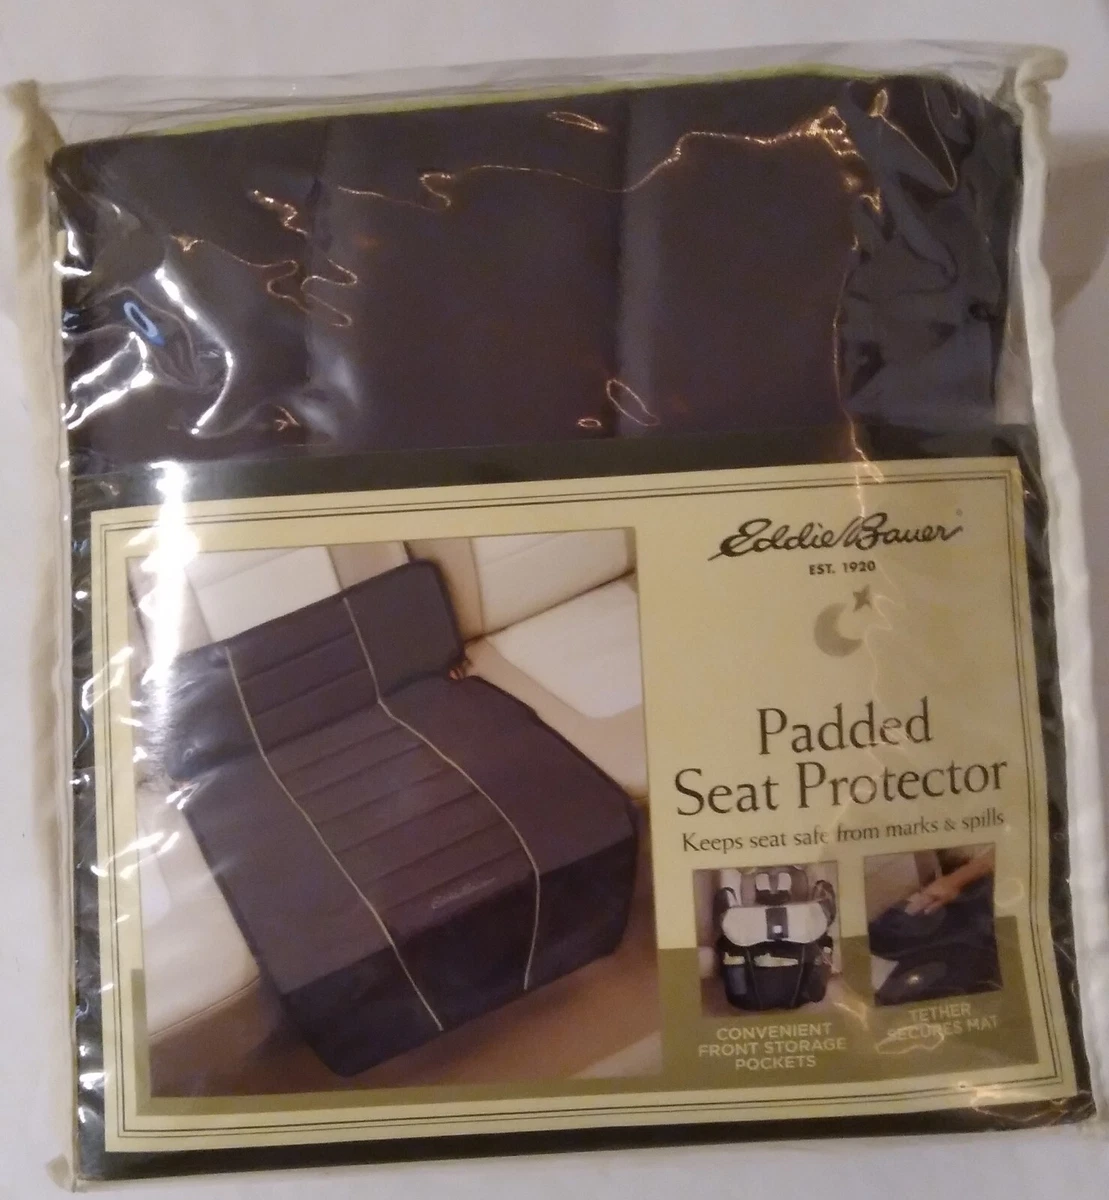 Eddie Bauer
EST. 1920
Padded
Seat Protector
Keeps seat safe from marks & spills
CONVENIENT
FRONT STORAGE
POCKETS
TETHER
SECURES MAT